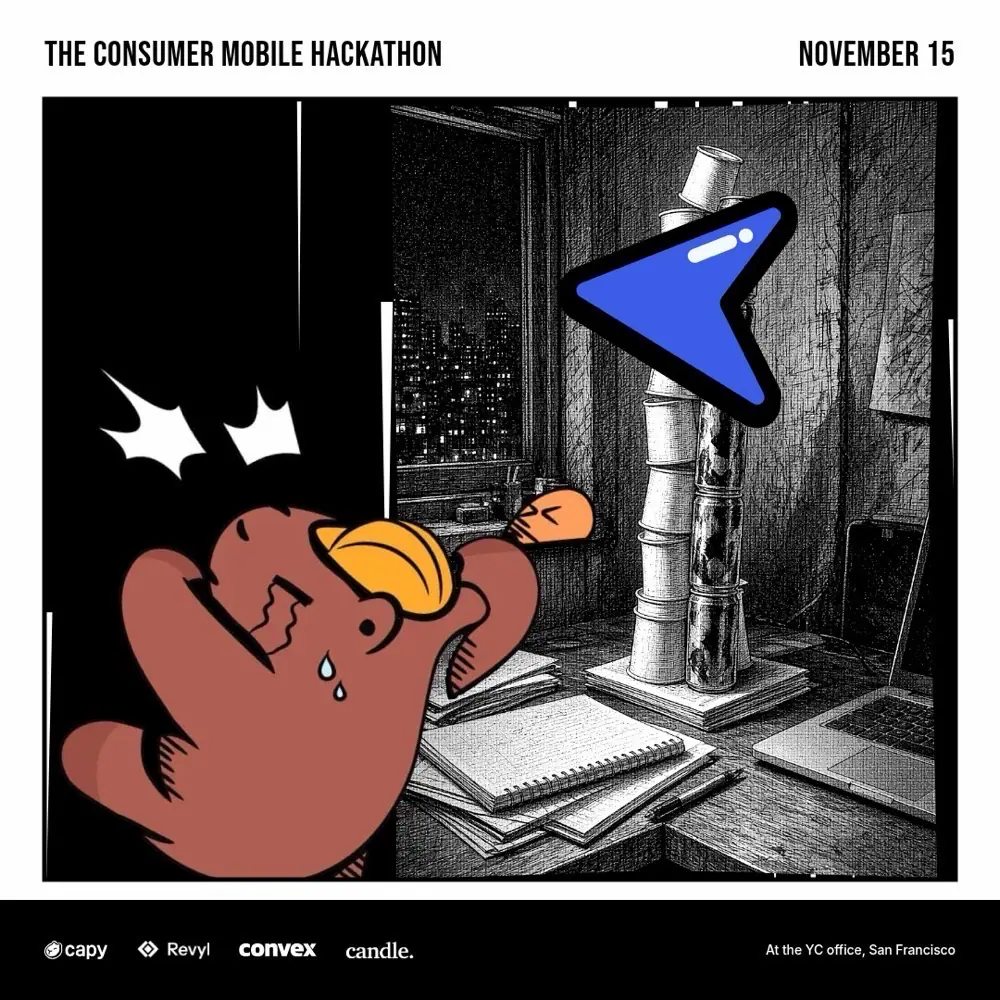 THE CONSUMER MOBILE HACKATHON
NOVEMBER 15
capy
Revyl
convex
candle.
At the YC office, San Francisco